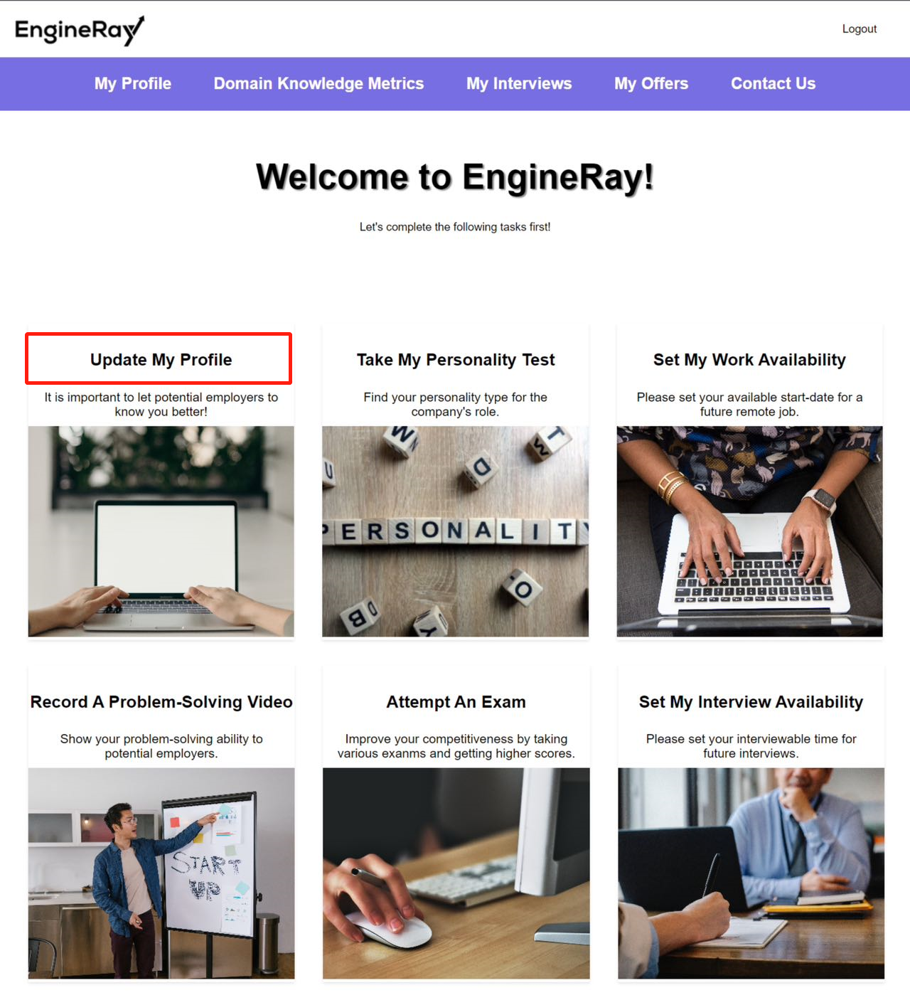 EngineRay
Logout
My Profile
Domain Knowledge Metrics
My Interviews
My Offers
Contact Us
Welcome to EngineRay!
Let's complete the following tasks first!
Update My Profile
It is important to let potential employers to
know you better!
Take My Personality Test
Find your personality type for the
company's role.
Set My Work Availability
Please set your available start-date for a
future remote job.
W
N
T
W
D
U
PERSONALITY
O
B
D
U
Y
Record A Problem-Solving Video
Show your problem-solving ability to
potential employers.
Attempt An Exam
Improve your competitiveness by taking
various exanms and getting higher scores.
Set My Interview Availability
Please set your interviewable time for
future interviews.
START
UP